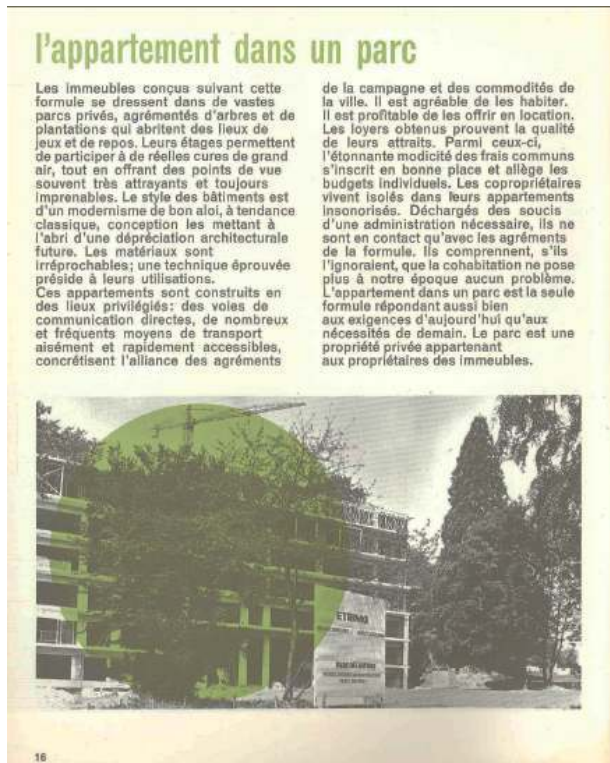 l'appartement dans un parc
Les immeubles conçus suivant cette
formule se dressent dans de vastes
parcs privés, agrémentés d'arbres et de
plantations qui abritent des lieux de
jeux et de repos. Leurs étages permettent
de participer à de réelles cures de grand
air, tout en offrant des points de vue
souvent très attrayants et toujours
imprenables. Le style des bâtiments est
d'un modernisme de bon aloi, à tendance
classique, conception les mettant à
l'abri d'une dépréciation architecturale
future. Les matériaux sont
irréprochables; une technique éprouvée
préside à leurs utilisations.
Ces appartements sont construits en
des lieux privilégiés: des voies de
communication directes, de nombreux
et fréquents moyens de transport
aisément et rapidement accessibles,
concrétisent l'alliance des agréments
de la campagne et des commodités de
la ville. Il est agréable de les habiter.
Il est profitable de les offrir en location.
Les loyers obtenus prouvent la qualité
de leurs attraits. Parmi ceux-ci,
l'étonnante modicité des frais communs
s'inscrit en bonne place et allège les
budgets individuels. Les copropriétaires
vivent isolés dans leurs appartements
insonorisés. Déchargés des soucis
d'une administration nécessaire, ils ne
sont en contact qu'avec les agréments
de la formule. Ils comprennent, s'ils
l'ignoraient, que la cohabitation ne pose
plus à notre époque aucun problème.
L'appartement dans un parc est la seule
formule répondant aussi bien
aux exigences d'aujourd'hui qu'aux
nécessités de demain. Le parc est une
propriété privée appartenant
aux propriétaires des immeubles.
ETRIMO
16